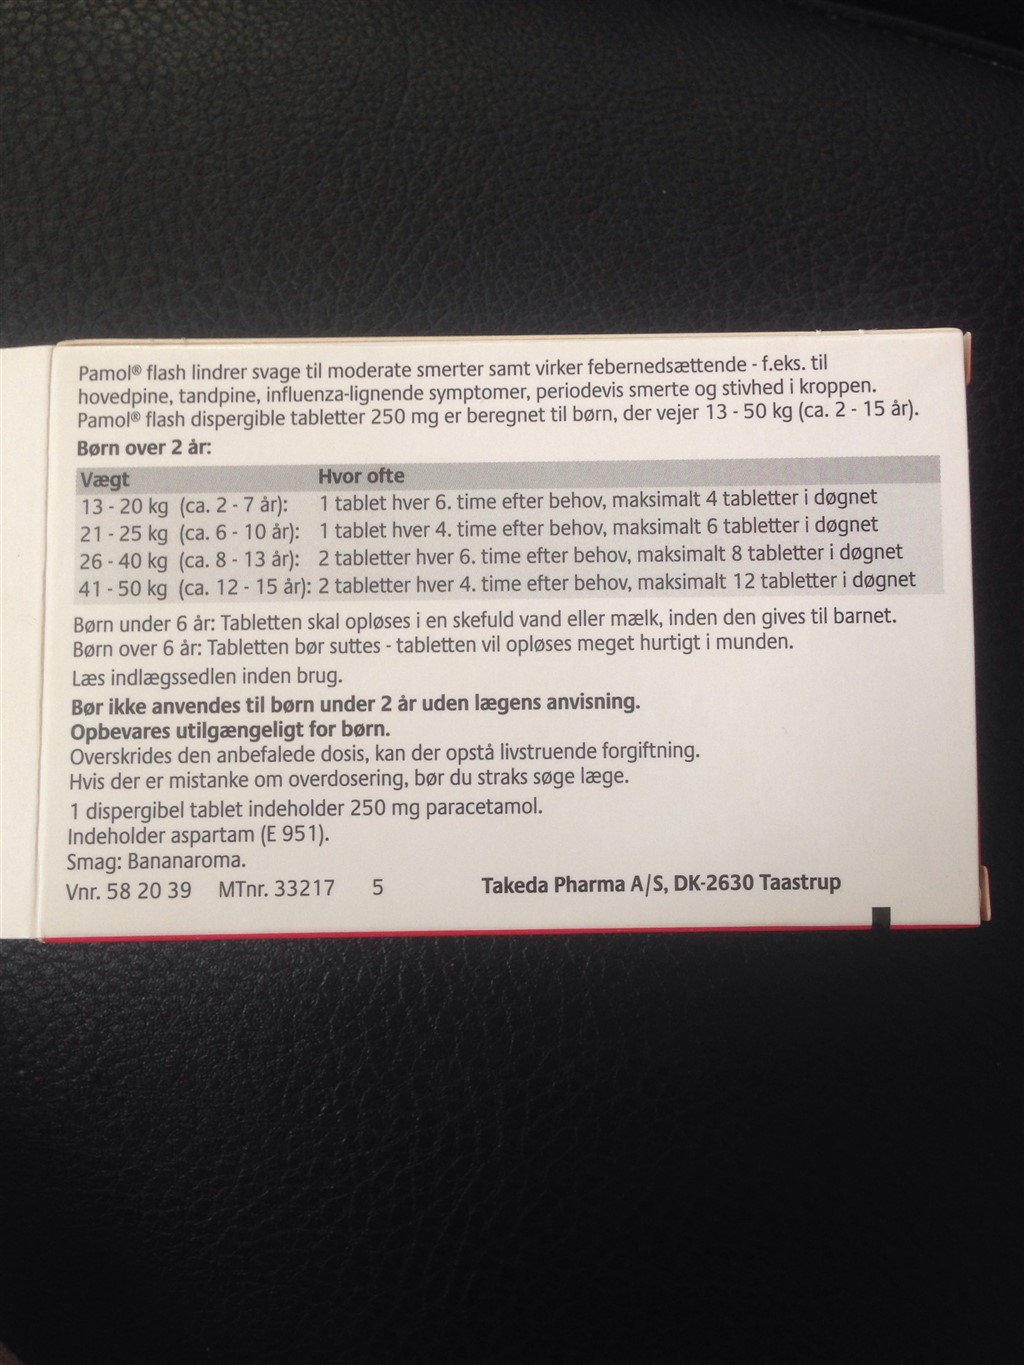 Pamol® flash lindrer svage til moderate smerter samt virker febernedsættende - f.eks. til
hovedpine, tandpine, influenza-lignende symptomer, periodevis smerte og stivhed i kroppen.
Pamol® flash dispergible tabletter 250 mg er beregnet til børn, der vejer 13 - 50 kg (ca. 2 - 15 år).
Børn over 2 år:
Vægt Hvor ofte
13 - 20 kg (ca. 2 - 7 år): 1 tablet hver 6. time efter behov, maksimalt 4 tabletter i døgnet
21 - 25 kg (ca. 6 - 10 år): 1 tablet hver 4. time efter behov, maksimalt 6 tabletter i døgnet
26 - 40 kg (ca. 8 - 13 år): 2 tabletter hver 6. time efter behov, maksimalt 8 tabletter i døgnet
41 - 50 kg (ca. 12 - 15 år): 2 tabletter hver 4. time efter behov, maksimalt 12 tabletter i døgnet
Børn under 6 år: Tabletten skal opløses i en skefuld vand eller mælk, inden den gives til barnet.
Børn over 6 år: Tabletten bør suttes - tabletten vil opløses meget hurtigt i munden.
Læs indlægssedlen inden brug.
Bør ikke anvendes til børn under 2 år uden lægens anvisning.
Opbevares utilgængeligt for børn.
Overskrides den anbefalede dosis, kan der opstå livstruende forgiftning.
Hvis der er mistanke om overdosering, bør du straks søge læge.
1 dispergibel tablet indeholder 250 mg paracetamol.
Indeholder aspartam (E 951).
Smag: Bananaroma.
Vnr. 58 20 39 MTnr. 33217 5 Takeda Pharma A/S, DK-2630 Taastrup